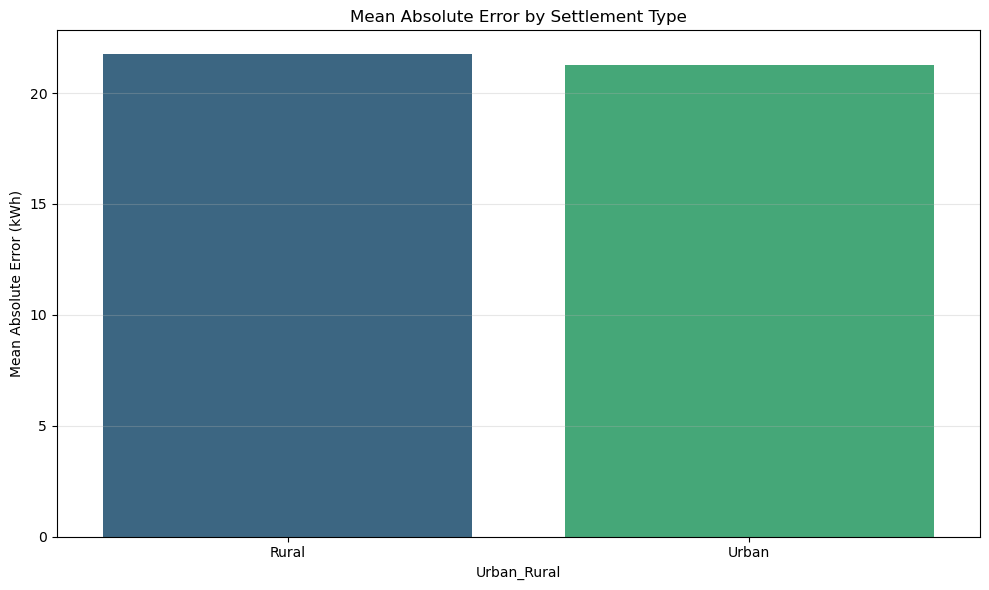 Mean Absolute Error by Settlement Type
Mean Absolute Error (kWh)
20
15
10
5
0
Rural
Urban
Urban_Rural